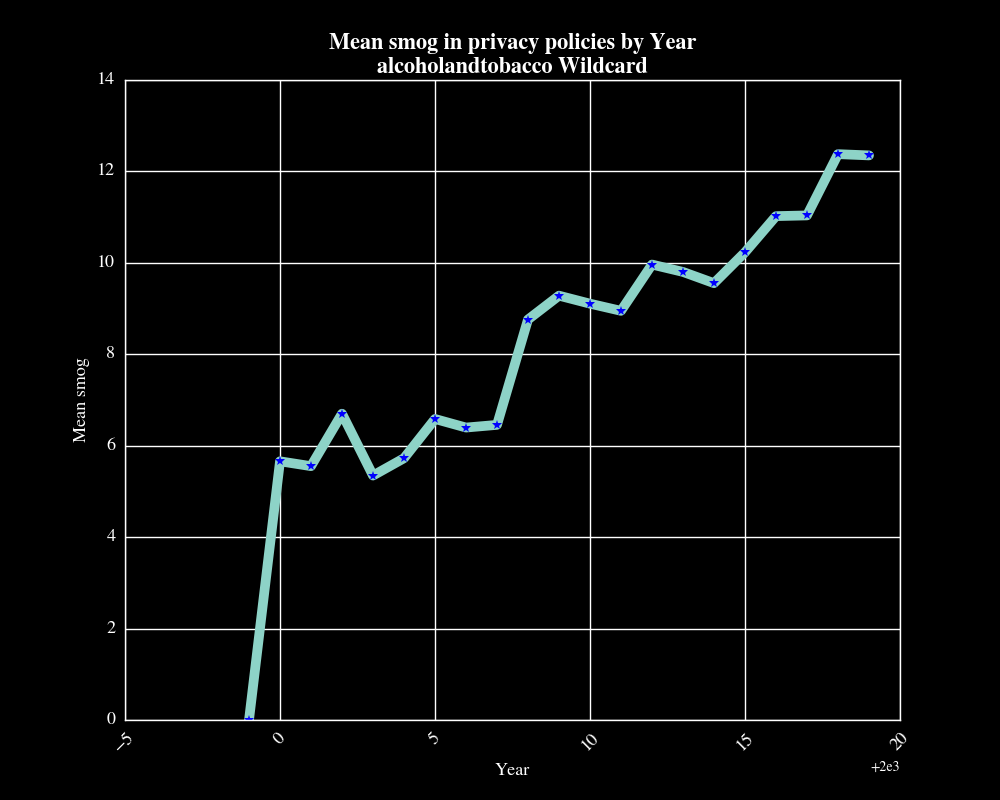 Mean smog in privacy policies by Year
alcoholandtobacco Wildcard
14
12
10
8
6
4
2
0
Mean smog
−5
0
5
10
15
20
Year
+2e3